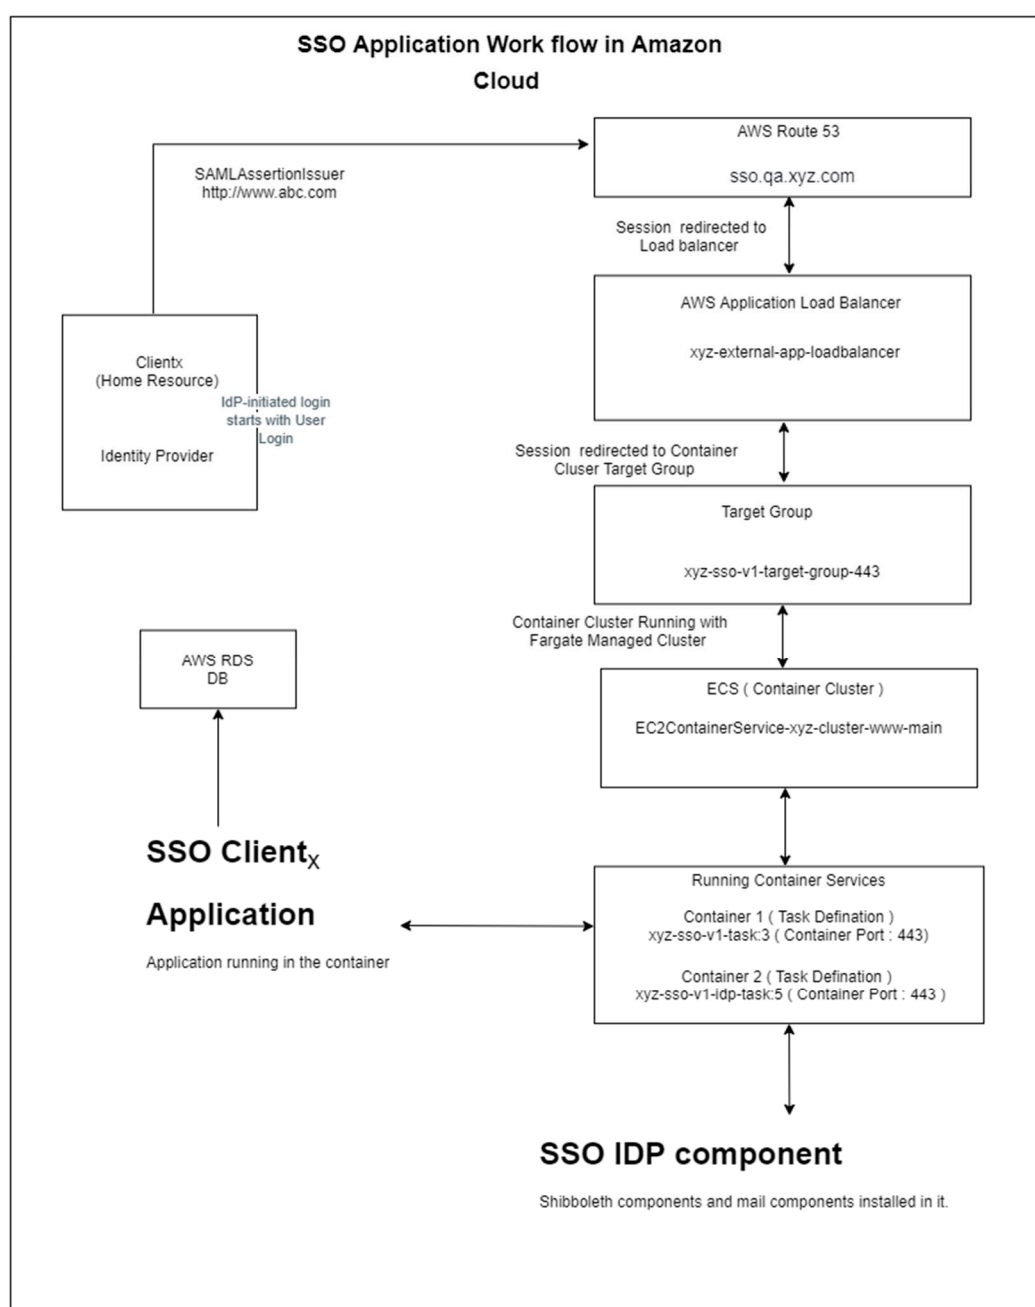 SSO Application Work flow in Amazon
Cloud
AWS Route 53
sso.qa.xyz.com
SAMLAssertionIssuer
http://www.abc.com
Session redirected to
Load balancer
AWS Application Load Balancer
xyz-external-app-loadbalancer
Clientx
(Home Resource)
IdP-initiated login
starts with User
Login
Identity Provider
Session redirected to Container
Cluser Target Group
Target Group
xyz-sso-v1-target-group-443
Container Cluster Running with
Fargate Managed Cluster
AWS RDS
DB
ECS ( Container Cluster )
EC2ContainerService-xyz-cluster-www-main
SSO Clientx
Application
Application running in the container
Running Container Services
Container 1 ( Task Defination )
xyz-sso-v1-task:3 ( Container Port : 443)
Container 2 ( Task Defination )
xyz-sso-v1-idp-task:5 ( Container Port : 443 )
SSO IDP component
Shibboleth components and mail components installed in it.